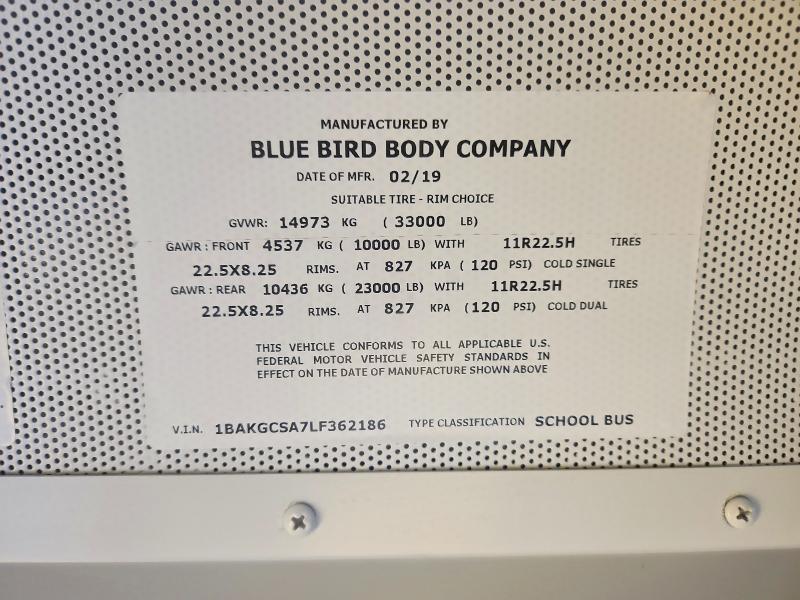 MANUFACTURED BY
BLUE BIRD BODY COMPANY
DATE OF MFR. 02/19
SUITABLE TIRE - RIM CHOICE
GVWR: 14973 KG ( 33000 LB)
GAWR : FRONT 4537 KG ( 10000 LB) WITH 11R22.5H TIRES
22.5X8.25 RIMS. AT 827 KPA ( 120 PSI) COLD SINGLE
GAWR : REAR 10436 KG ( 23000 LB) WITH 11R22.5H TIRES
22.5X8.25 RIMS. AT 827 KPA (120 PSI) COLD DUAL
THIS VEHICLE CONFORMS TO ALL APPLICABLE U.S.
FEDERAL MOTOR VEHICLE SAFETY STANDARDS IN
EFFECT ON THE DATE OF MANUFACTURE SHOWN ABOVE
V.I.N. 1BAKGCSA7LF362186 TYPE CLASSIFICATION SCHOOL BUS